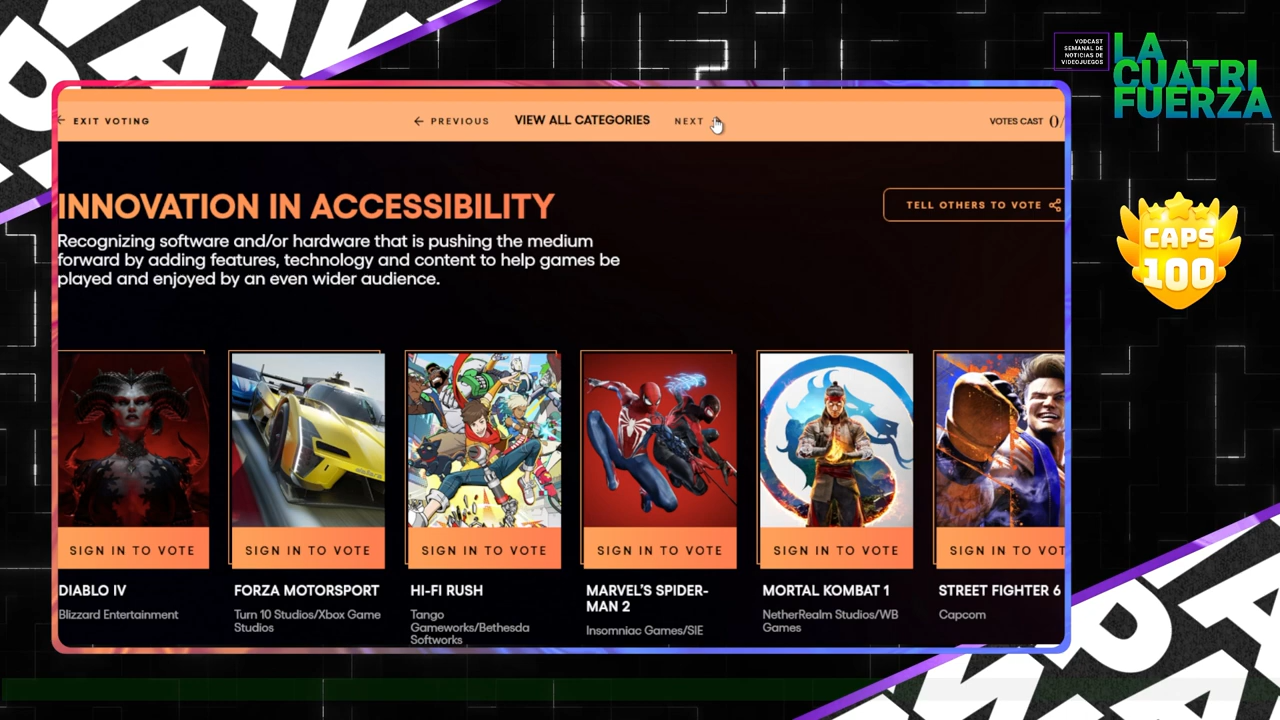 VODCAST
SEMANAL DE
NOTICIAS DE
VIDEOJUEGOS
LA
CUATRI
FUERZA
EXIT VOTING
PREVIOUS
VIEW ALL CATEGORIES
NEXT
VOTES CAST 0/
INNOVATION IN ACCESSIBILITY
TELL OTHERS TO VOTE
Recognizing software and/or hardware that is pushing the medium
forward by adding features, technology and content to help games be
played and enjoyed by an even wider audience.
CAPS
100
SIGN IN TO VOTE
SIGN IN TO VOTE
SIGN IN TO VOTE
SIGN IN TO VOTE
SIGN IN TO VOTE
SIGN IN TO VOT
DIABLO IV
Blizzard Entertainment
FORZA MOTORSPORT
Turn 10 Studios/Xbox Game
Studios
HI-FI RUSH
Tango
Gameworks/Bethesda
Softworks
MARVEL'S SPIDER-
MAN 2
Insomniac Games/SIE
MORTAL KOMBAT 1
NetherRealm Studios/WB
Games
STREET FIGHTER 6
Capcom